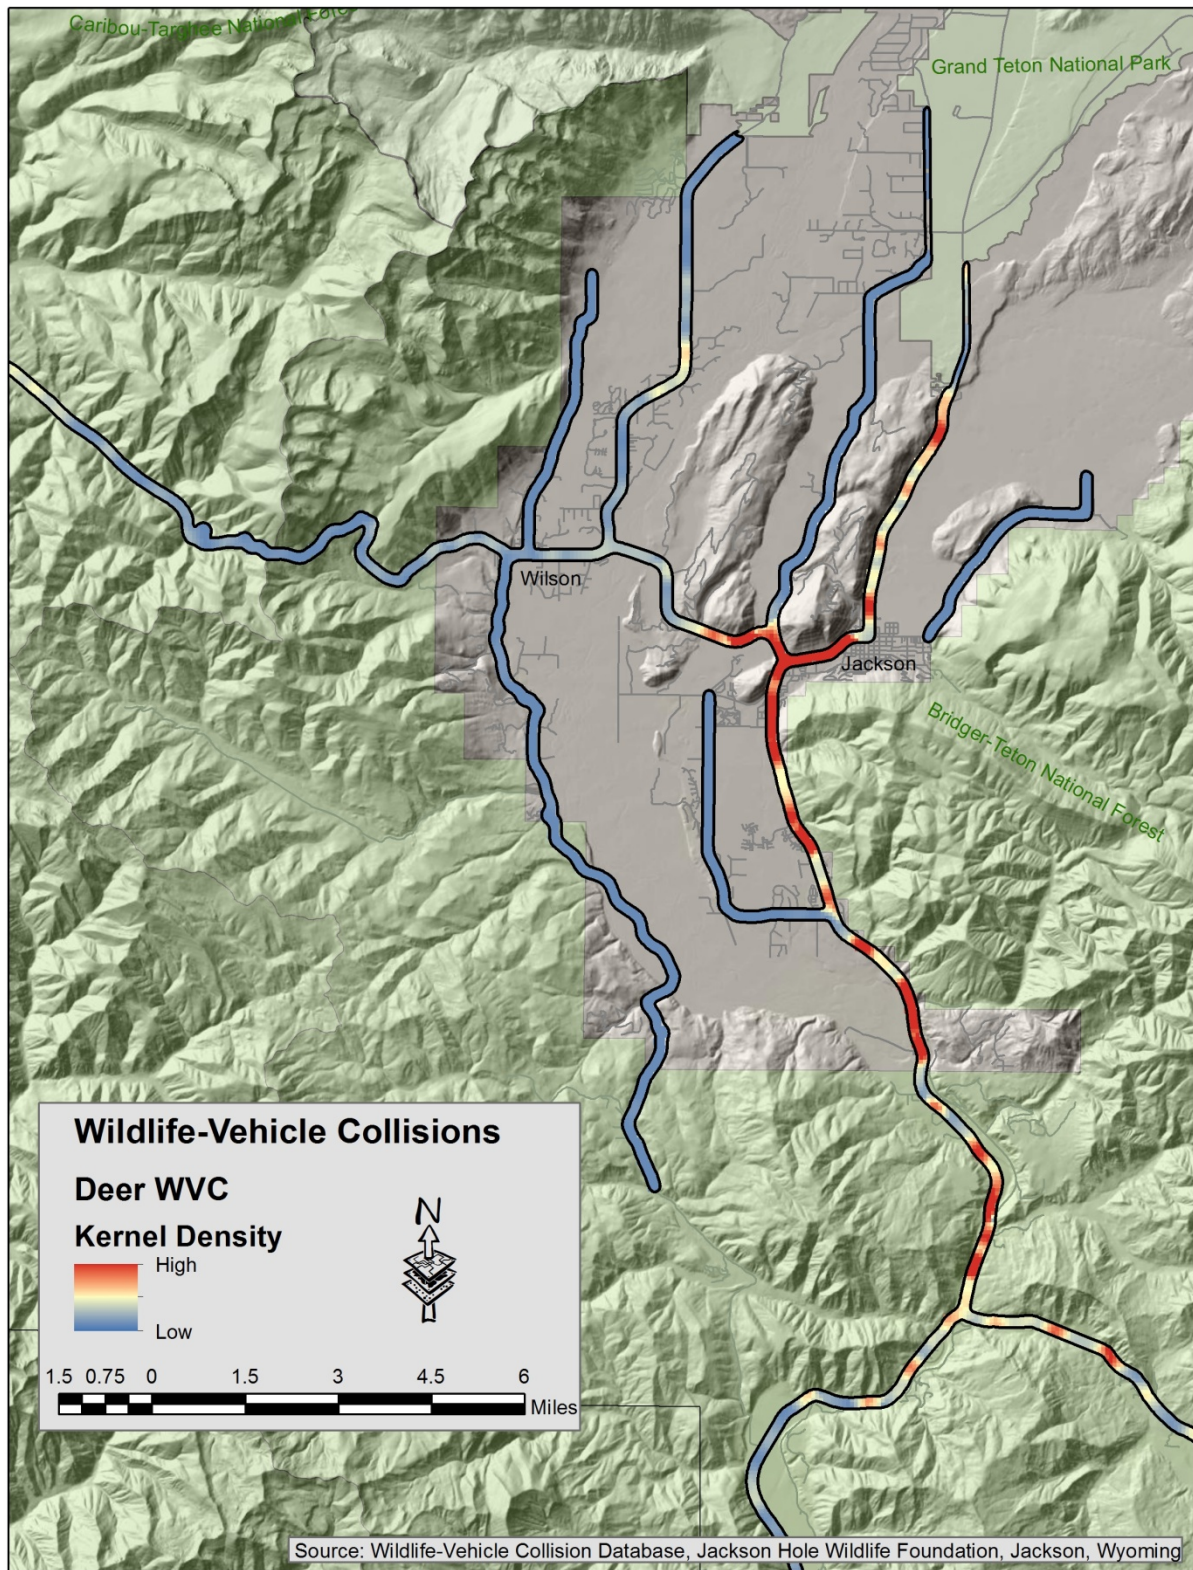 Caribou-Targhee National Forest
Grand Teton National Park
Wilson
Jackson
Bridger-Teton National Forest
Wildlife-Vehicle Collisions
Deer WVC
Kernel Density
High
Low
N
1.5 0.75 0 1.5 3 4.5 6
Miles
Source: Wildlife-Vehicle Collision Database, Jackson Hole Wildlife Foundation, Jackson, Wyoming